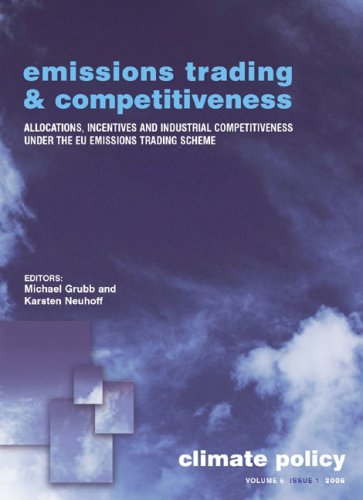 emissions trading
& competitiveness
ALLOCATIONS, INCENTIVES AND INDUSTRIAL COMPETITIVENESS
UNDER THE EU EMISSIONS TRADING SCHEME
EDITORS:
Michael Grubb and
Karsten Neuhoff
climate policy
VOLUME 6 ISSUE 1 2006